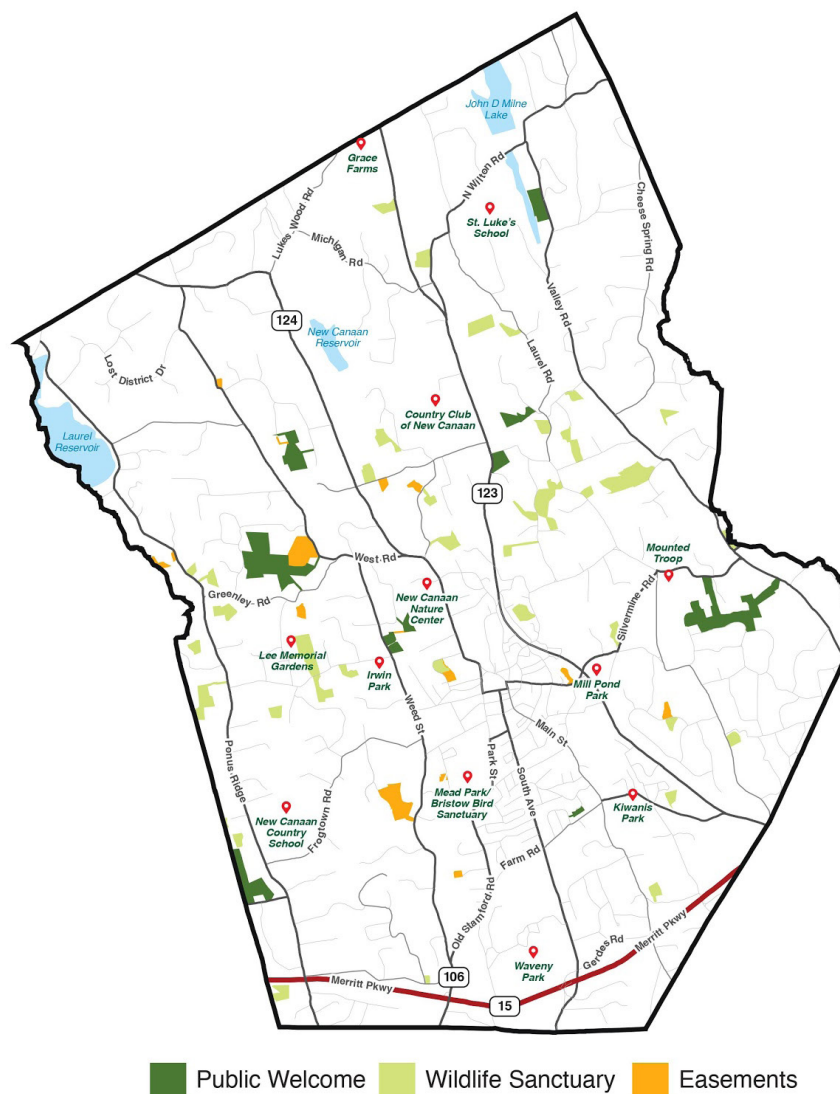 John D Milne
Lake
Grace
Farms
N Wilton Rd
St. Luke's
School
Lukes-Wood Rd
Michigan Rd
Cheese Spring Rd
Valley Rd
124
New Canaan
Reservoir
Lost District Dr
Laurel Rd
Country Club
of New Canaan
Laurel
Reservoir
123
Mounted
Troop
West Rd
Greenley Rd
New Canaan
Nature
Center
Silvermine Rd
Lee Memorial
Gardens
Irwin
Park
Mill Pond
Park
Weed St
Main St
Ponus Ridge
Park St
South Ave
Mead Park/
Bristow Bird
Sanctuary
Kiwanis
Park
New Canaan
Country
School
Frogtown Rd
Farm Rd
Old Stamford Rd
Gerdes Rd
Merritt Pkwy
Waveny
Park
106
Merritt Pkwy
15
Public Welcome
Wildlife Sanctuary
Easements